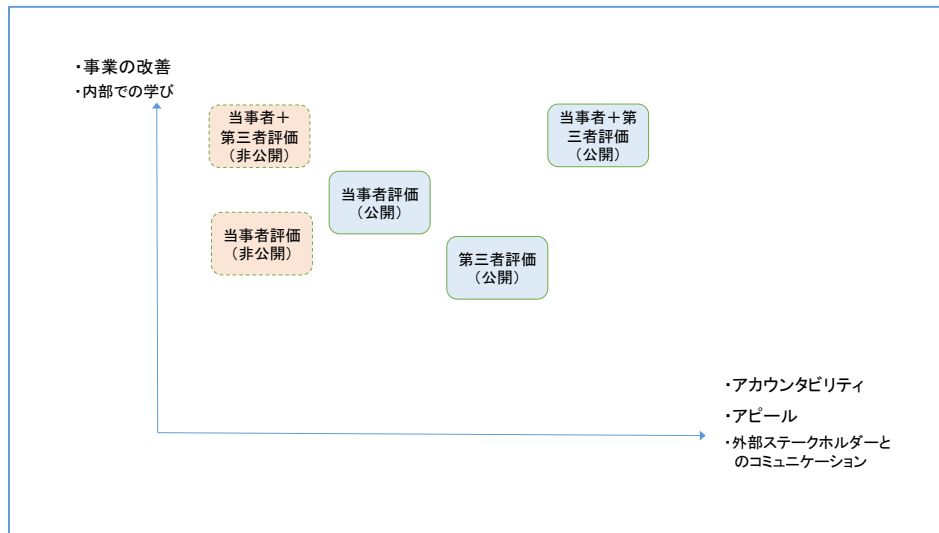 ・事業の改善
・内部での学び
当事者＋
第三者評価
（非公開）
当事者＋第
三者評価
（公開）
当事者評価
（公開）
当事者評価
（非公開）
第三者評価
（公開）
・アカウンタビリティ
・アピール
・外部ステークホルダーと
のコミュニケーション